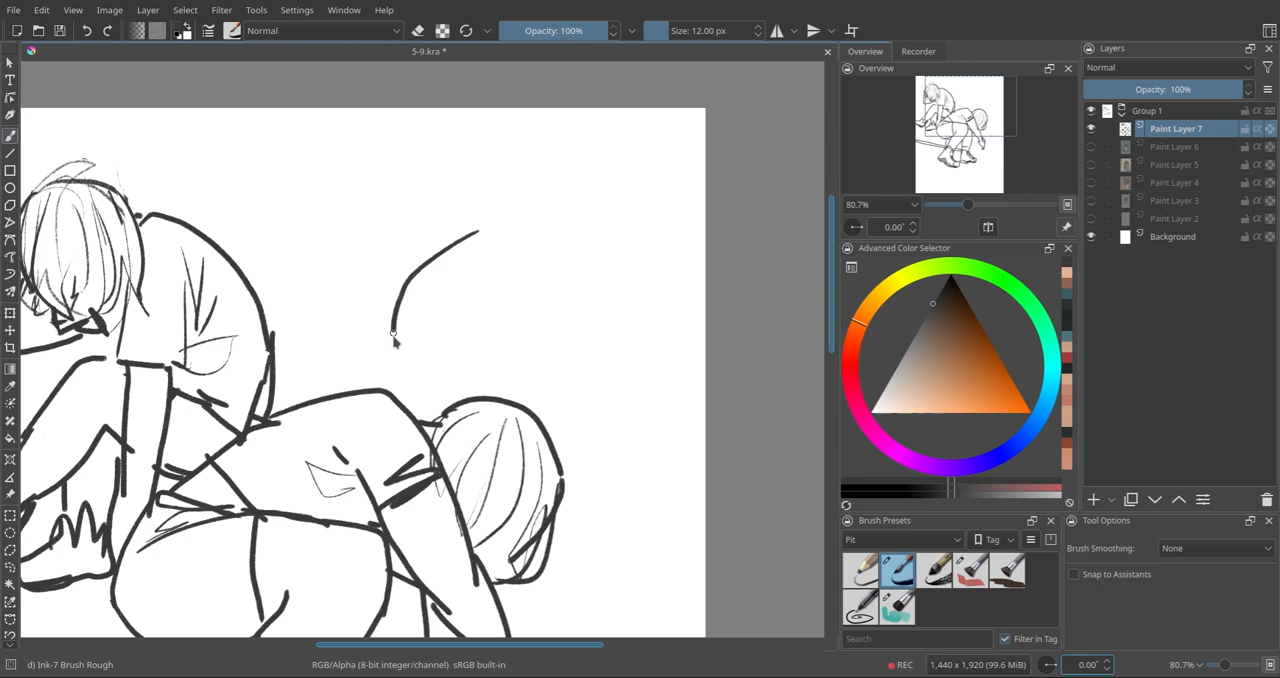 File Edit View Image Layer Select Filter Tools Settings Window Help
Normal Opacity: 100% Size: 12.00 px
5-9.kra *
Overview Recorder
Overview
80.7%
0.00°
Advanced Color Selector
Brush Presets
Pit Tag
Search Filter in Tag
Layers
Normal
Opacity: 100%
Group 1
Paint Layer 7
Paint Layer 6
Paint Layer 5
Paint Layer 4
Paint Layer 3
Paint Layer 2
Background
Tool Options
Brush Smoothing: None
Snap to Assistants
d) Ink-7 Brush Rough RGB/Alpha (8-bit integer/channel) sRGB built-in REC 1,440 x 1,920 (99.6 MiB) 0.00° 80.7%